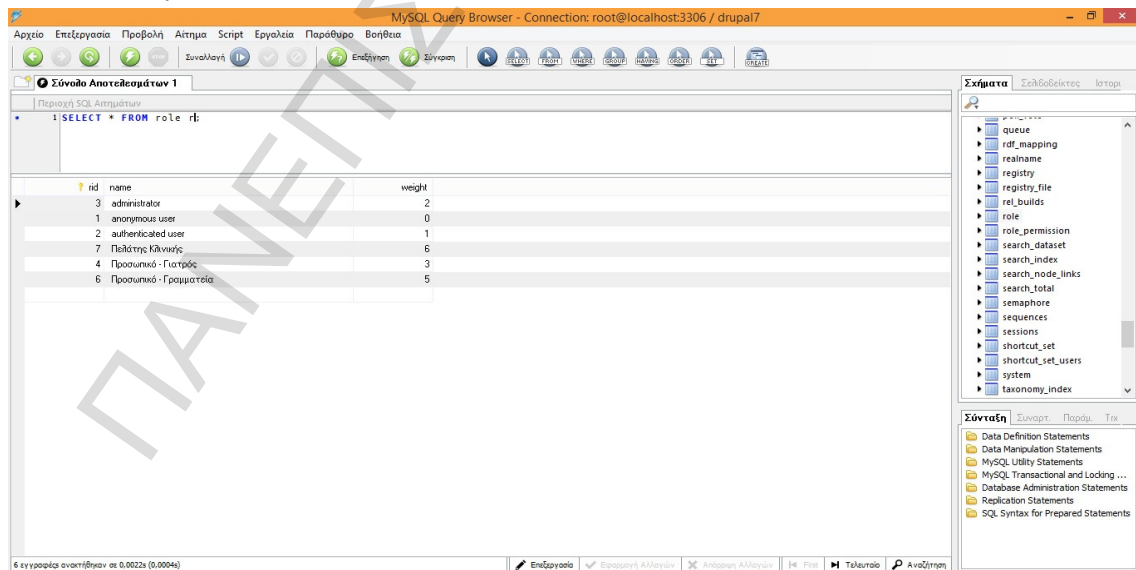 MySQL Query Browser - Connection: root@localhost:3306 / drupal7
Αρχείο Επεξεργασία Προβολή Αίτημα Script Εργαλεία Παράθυρο Βοήθεια
Συναλλαγή Επεξήγηση Σύγκριση SELECT FROM WHERE GROUP HAVING ORDER SET CREATE
Σύνολο Αποτελεσμάτων 1
Περιοχή SQL Αιτημάτων
1 SELECT * FROM role r;
rid name weight
3 administrator 2
1 anonymous user 0
2 authenticated user 1
7 Πελάτης Κλινικής 6
4 Προσωπικό - Γιατρός 3
6 Προσωπικό - Γραμματεία 5
6 εγγραφές ανακτήθηκαν σε 0,0022s (0,0004s)
Επεξεργασία Εφαρμογή Αλλαγών Απόρριψη Αλλαγών First Τελευταίο Αναζήτηση
Σχήματα Σελιδοδείκτες Ιστορι
queue
rdf_mapping
realname
registry
registry_file
rel_builds
role
role_permission
search_dataset
search_index
search_node_links
search_total
semaphore
sequences
sessions
shortcut_set
shortcut_set_users
system
taxonomy_index
Σύνταξη Συναρτ. Παράμ. Τιχ
Data Definition Statements
Data Manipulation Statements
MySQL Utility Statements
MySQL Transactional and Locking ...
Database Administration Statements
Replication Statements
SQL Syntax for Prepared Statements
ΠΑΝΕΠΙΣ